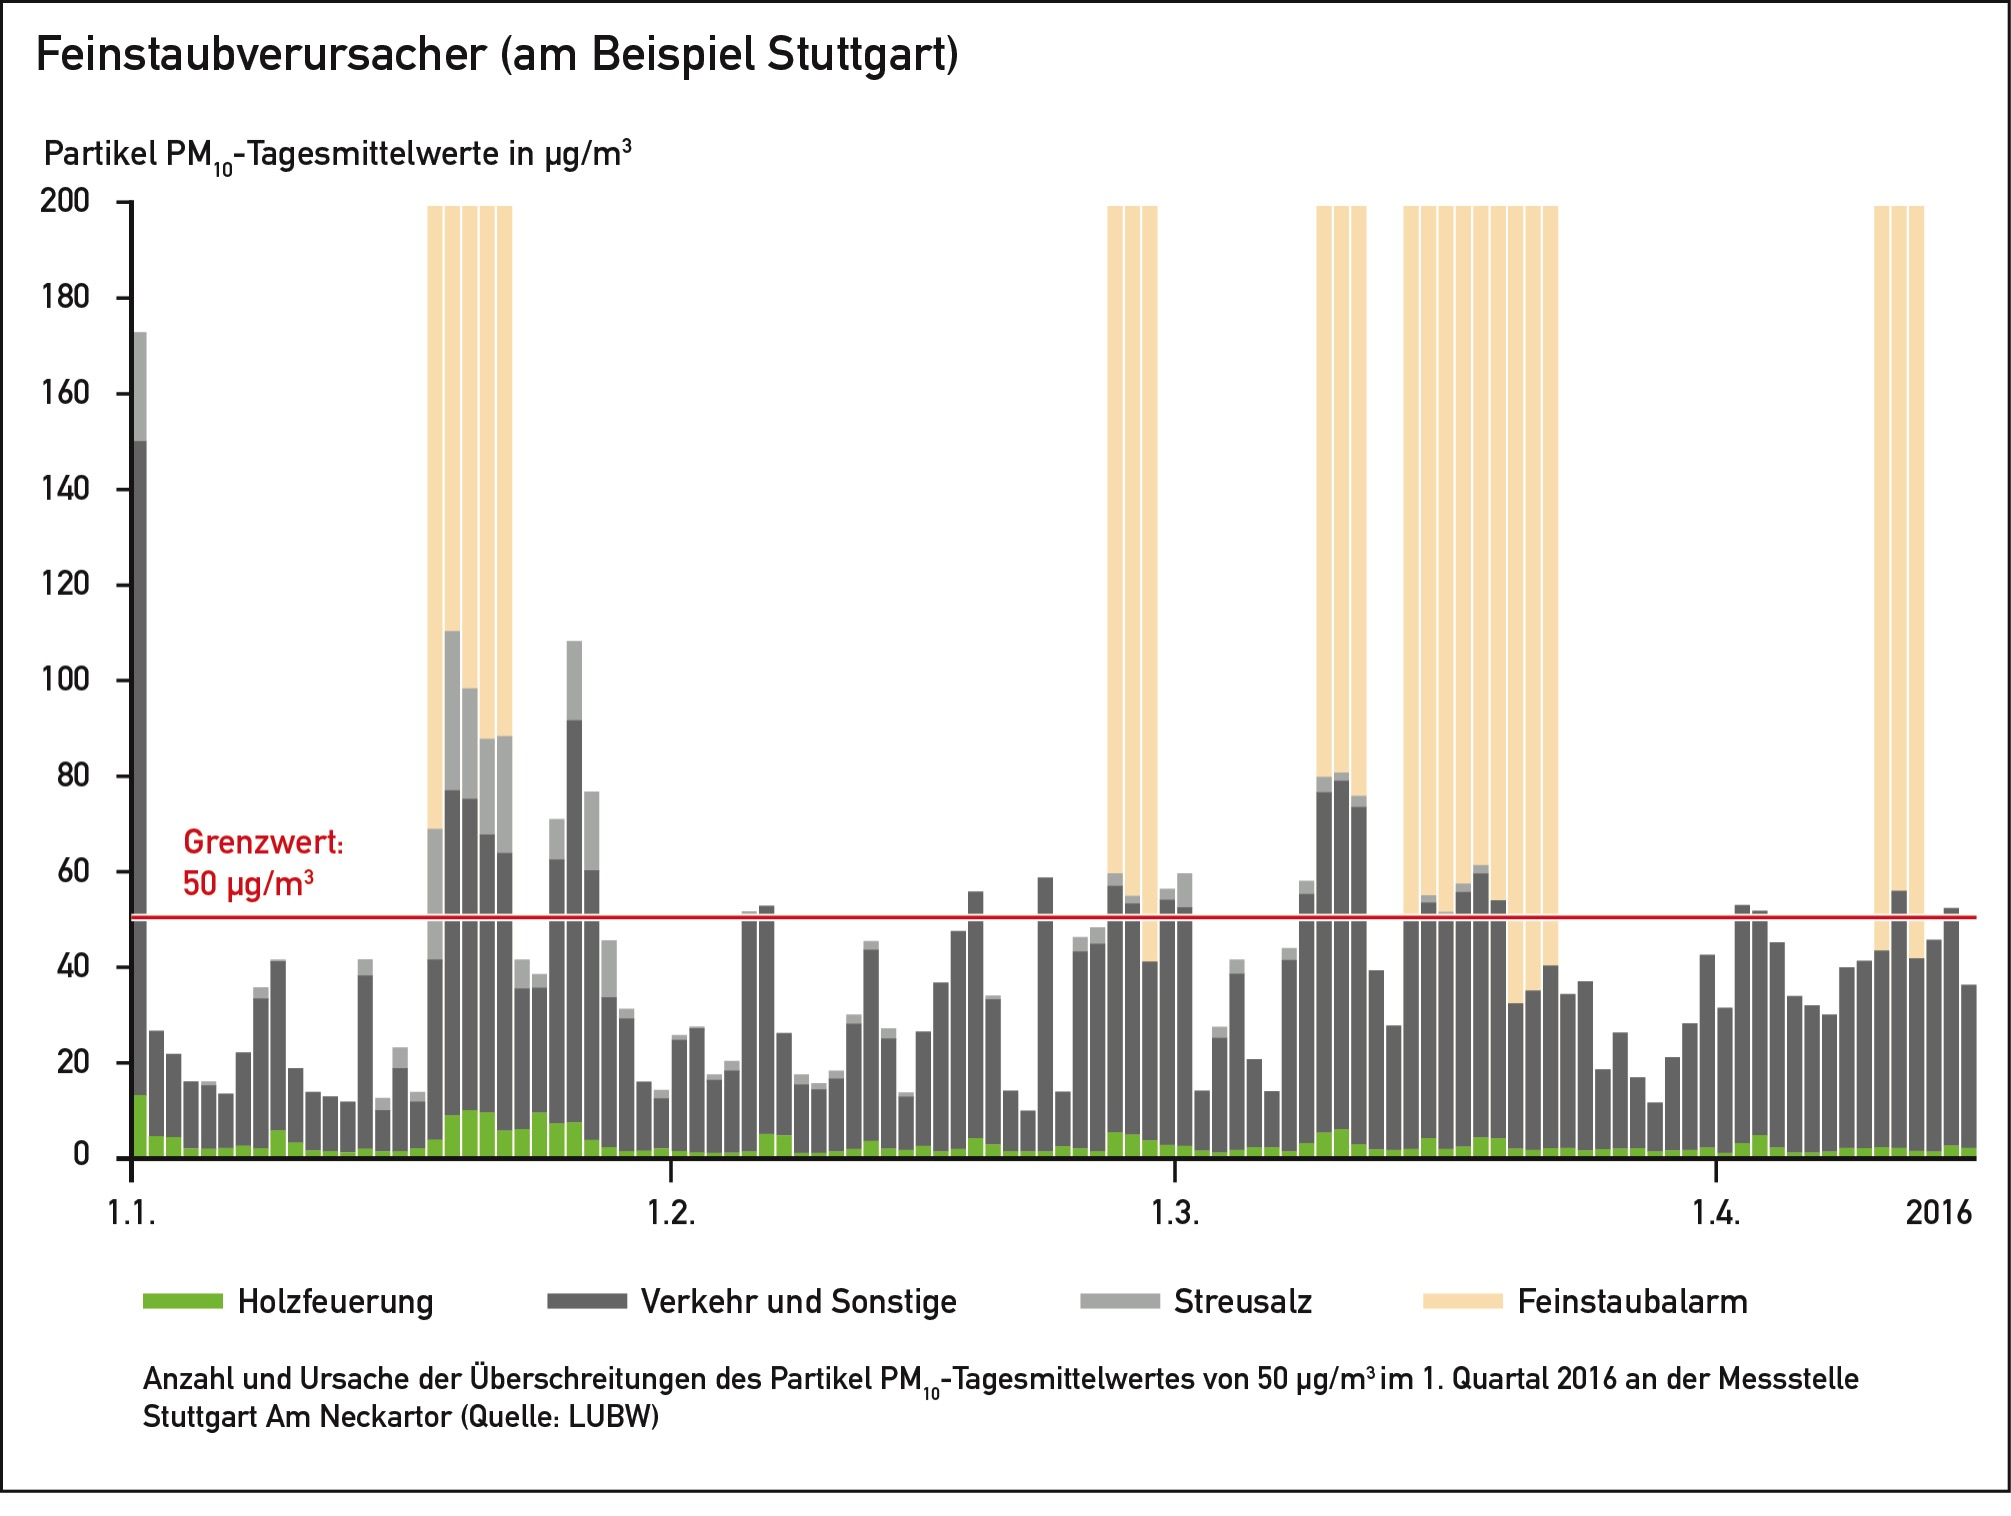 Feinstaubverursacher (am Beispiel Stuttgart)
Partikel PM₁₀-Tagesmittelwerte in µg/m³
200
180
160
140
120
100
80
60
40
20
0
Grenzwert:
50 µg/m³
1.1.
1.2.
1.3.
1.4.
2016
Holzfeuerung
Verkehr und Sonstige
Streusalz
Feinstaubalarm
Anzahl und Ursache der Überschreitungen des Partikel PM₁₀-Tagesmittelwertes von 50 µg/m³ im 1. Quartal 2016 an der Messstelle
Stuttgart Am Neckartor (Quelle: LUBW)